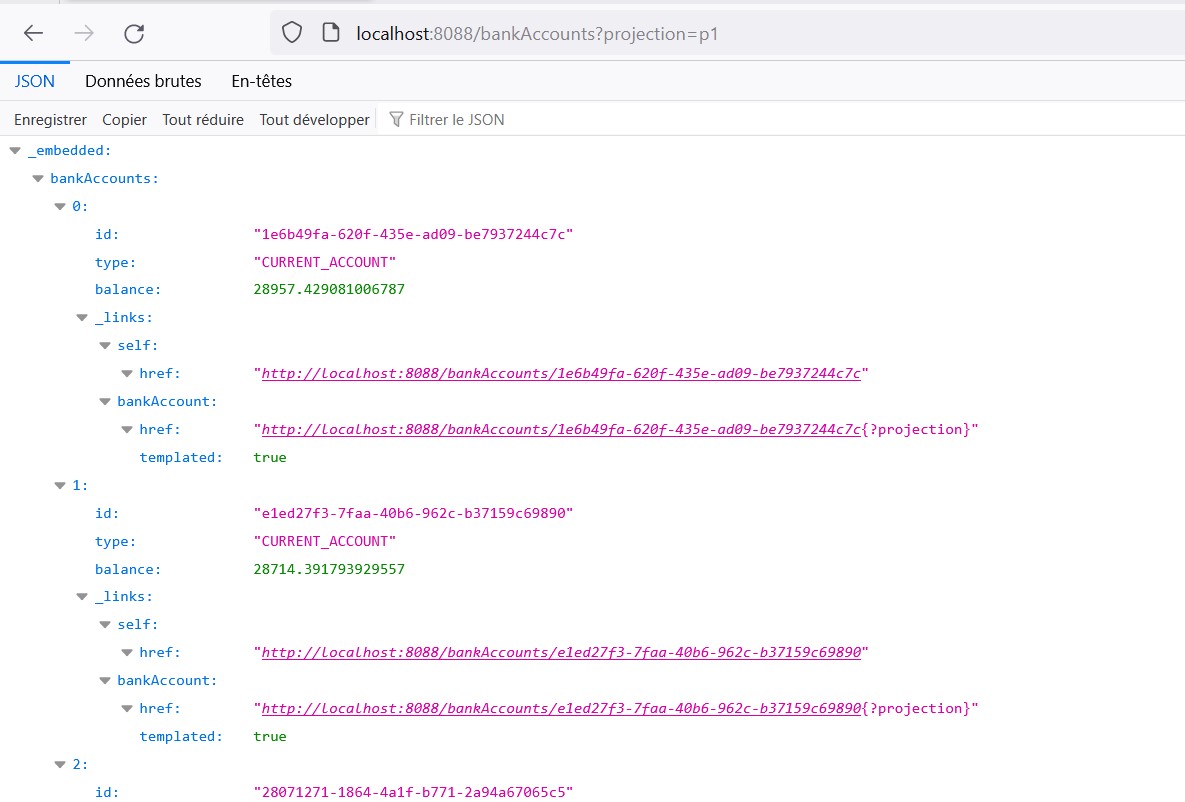 localhost:8088/bankAccounts?projection=p1
JSON Données brutes En-têtes
Enregistrer Copier Tout réduire Tout développer Filtrer le JSON
_embedded:
bankAccounts:
0:
id: "1e6b49fa-620f-435e-ad09-be7937244c7c"
type: "CURRENT_ACCOUNT"
balance: 28957.429081006787
_links:
self:
href: "http://localhost:8088/bankAccounts/1e6b49fa-620f-435e-ad09-be7937244c7c"
bankAccount:
href: "http://localhost:8088/bankAccounts/1e6b49fa-620f-435e-ad09-be7937244c7c{?projection}"
templated: true
1:
id: "e1ed27f3-7faa-40b6-962c-b37159c69890"
type: "CURRENT_ACCOUNT"
balance: 28714.391793929557
_links:
self:
href: "http://localhost:8088/bankAccounts/e1ed27f3-7faa-40b6-962c-b37159c69890"
bankAccount:
href: "http://localhost:8088/bankAccounts/e1ed27f3-7faa-40b6-962c-b37159c69890{?projection}"
templated: true
2:
id: "28071271-1864-4a1f-b771-2a94a67065c5"